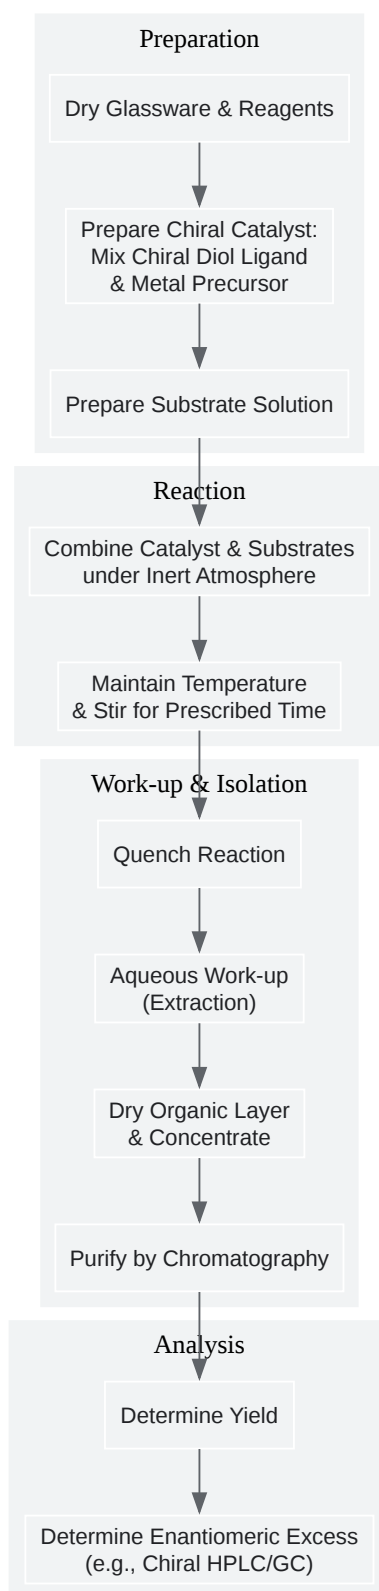 Preparation
Dry Glassware & Reagents
Prepare Chiral Catalyst:
Mix Chiral Diol Ligand
& Metal Precursor
Prepare Substrate Solution
Reaction
Combine Catalyst & Substrates
under Inert Atmosphere
Maintain Temperature
& Stir for Prescribed Time
Work-up & Isolation
Quench Reaction
Aqueous Work-up
(Extraction)
Dry Organic Layer
& Concentrate
Purify by Chromatography
Analysis
Determine Yield
Determine Enantiomeric Excess
(e.g., Chiral HPLC/GC)